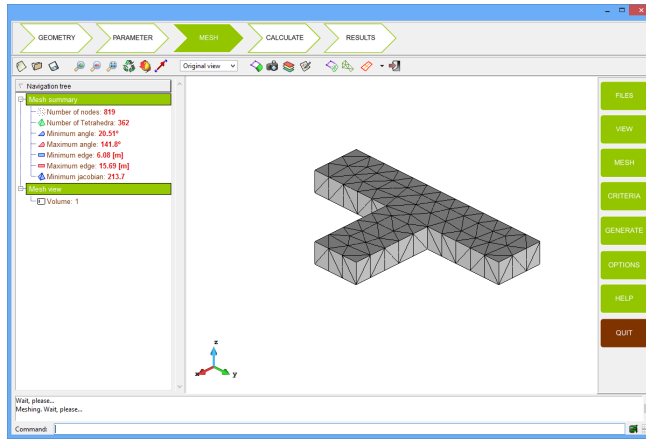 GEOMETRY
PARAMETER
MESH
CALCULATE
RESULTS
Original view
Navigation tree
Mesh summary
Number of nodes: 819
Number of Tetrahedra: 362
Minimum angle: 20.51º
Maximum angle: 141.8º
Minimum edge: 6.08 [m]
Maximum edge: 15.69 [m]
Minimum jacobian: 213.7
Mesh view
Volume: 1
z
x
y
FILES
VIEW
MESH
CRITERIA
GENERATE
OPTIONS
HELP
QUIT
Wait, please...
Meshing. Wait, please...
Command: